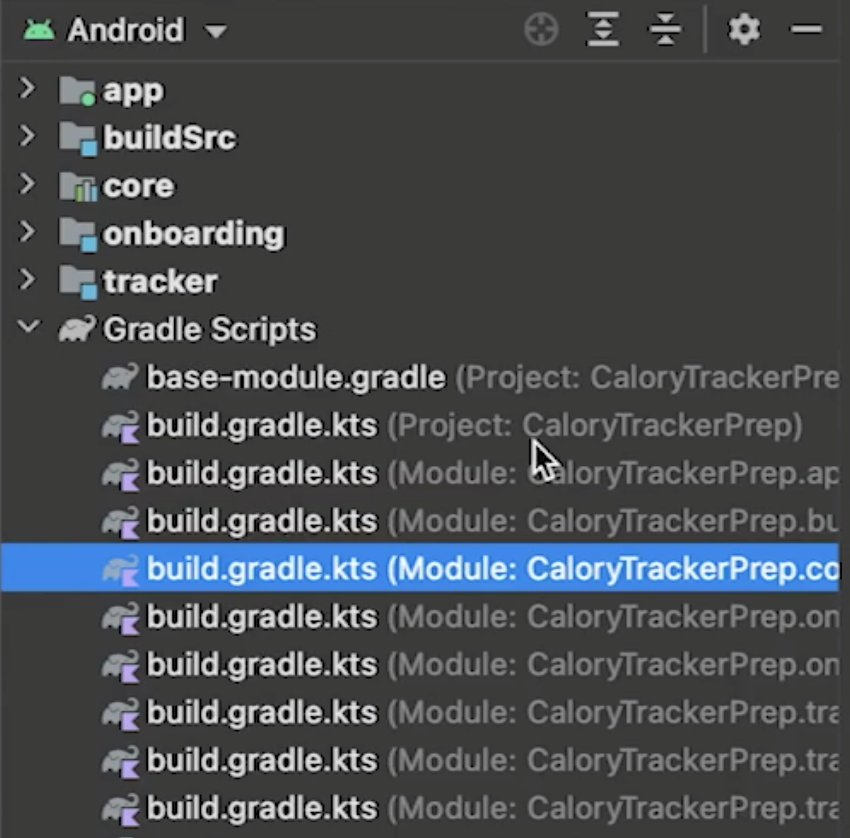 Android
app
buildSrc
core
onboarding
tracker
Gradle Scripts
base-module.gradle (Project: CaloryTrackerPre
build.gradle.kts (Project: CaloryTrackerPrep)
build.gradle.kts (Module: CaloryTrackerPrep.ap
build.gradle.kts (Module: CaloryTrackerPrep.bu
build.gradle.kts (Module: CaloryTrackerPrep.co
build.gradle.kts (Module: CaloryTrackerPrep.on
build.gradle.kts (Module: CaloryTrackerPrep.on
build.gradle.kts (Module: CaloryTrackerPrep.tra
build.gradle.kts (Module: CaloryTrackerPrep.tra
build.gradle.kts (Module: CaloryTrackerPrep.tra